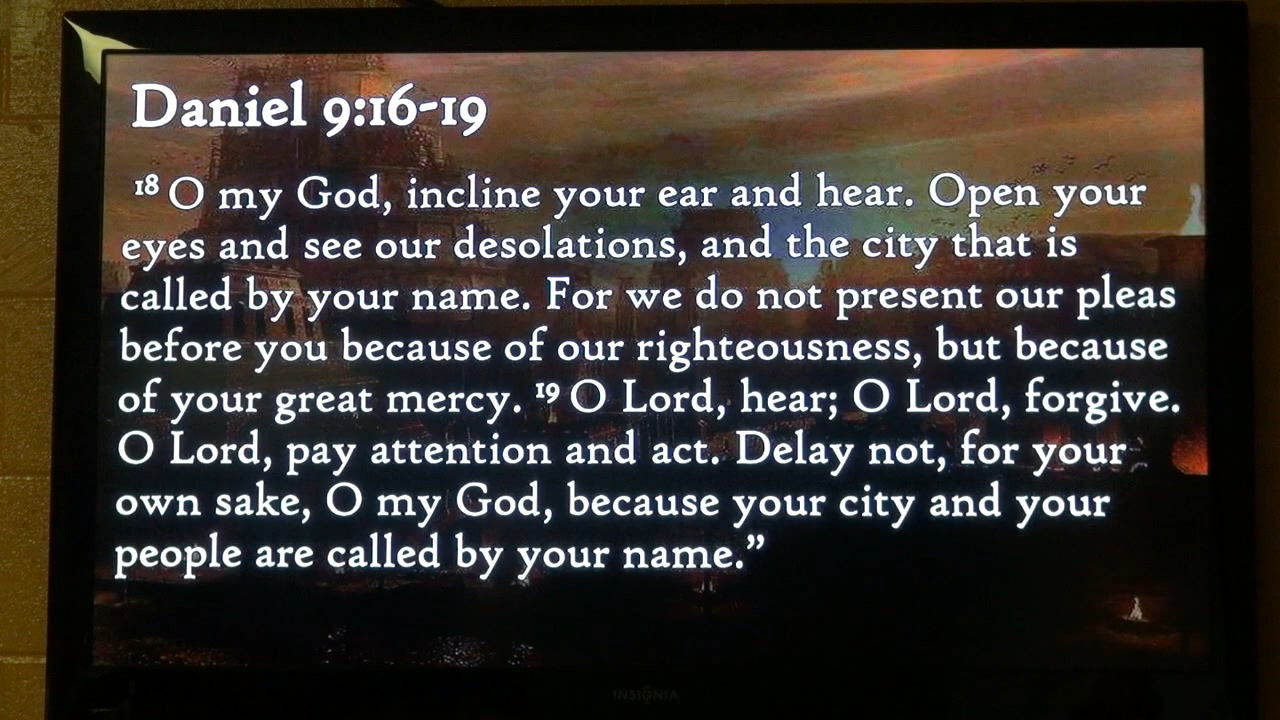 Daniel 9:16-19
18 O my God, incline your ear and hear. Open your
eyes and see our desolations, and the city that is
called by your name. For we do not present our pleas
before you because of our righteousness, but because
of your great mercy. 19 O Lord, hear; O Lord, forgive.
O Lord, pay attention and act. Delay not, for your
own sake, O my God, because your city and your
people are called by your name.”
INSIGNIA